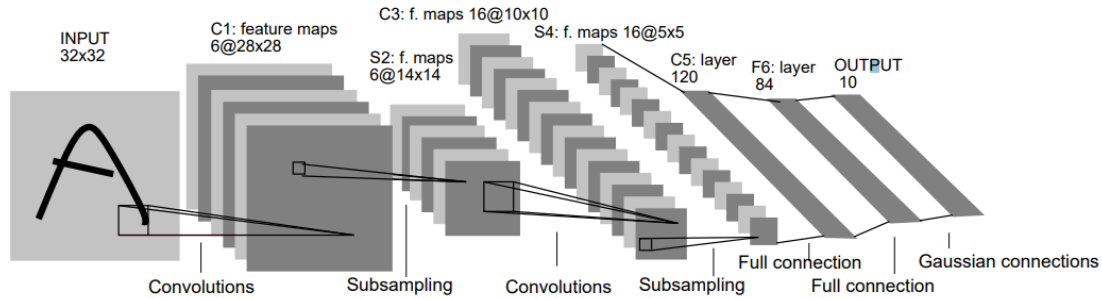 INPUT
32x32
C1: feature maps
6@28x28
S2: f. maps
6@14x14
C3: f. maps 16@10x10
S4: f. maps 16@5x5
C5: layer
120
F6: layer
84
OUTPUT
10
Convolutions
Subsampling
Convolutions
Subsampling
Full connection
Full connection
Gaussian connections